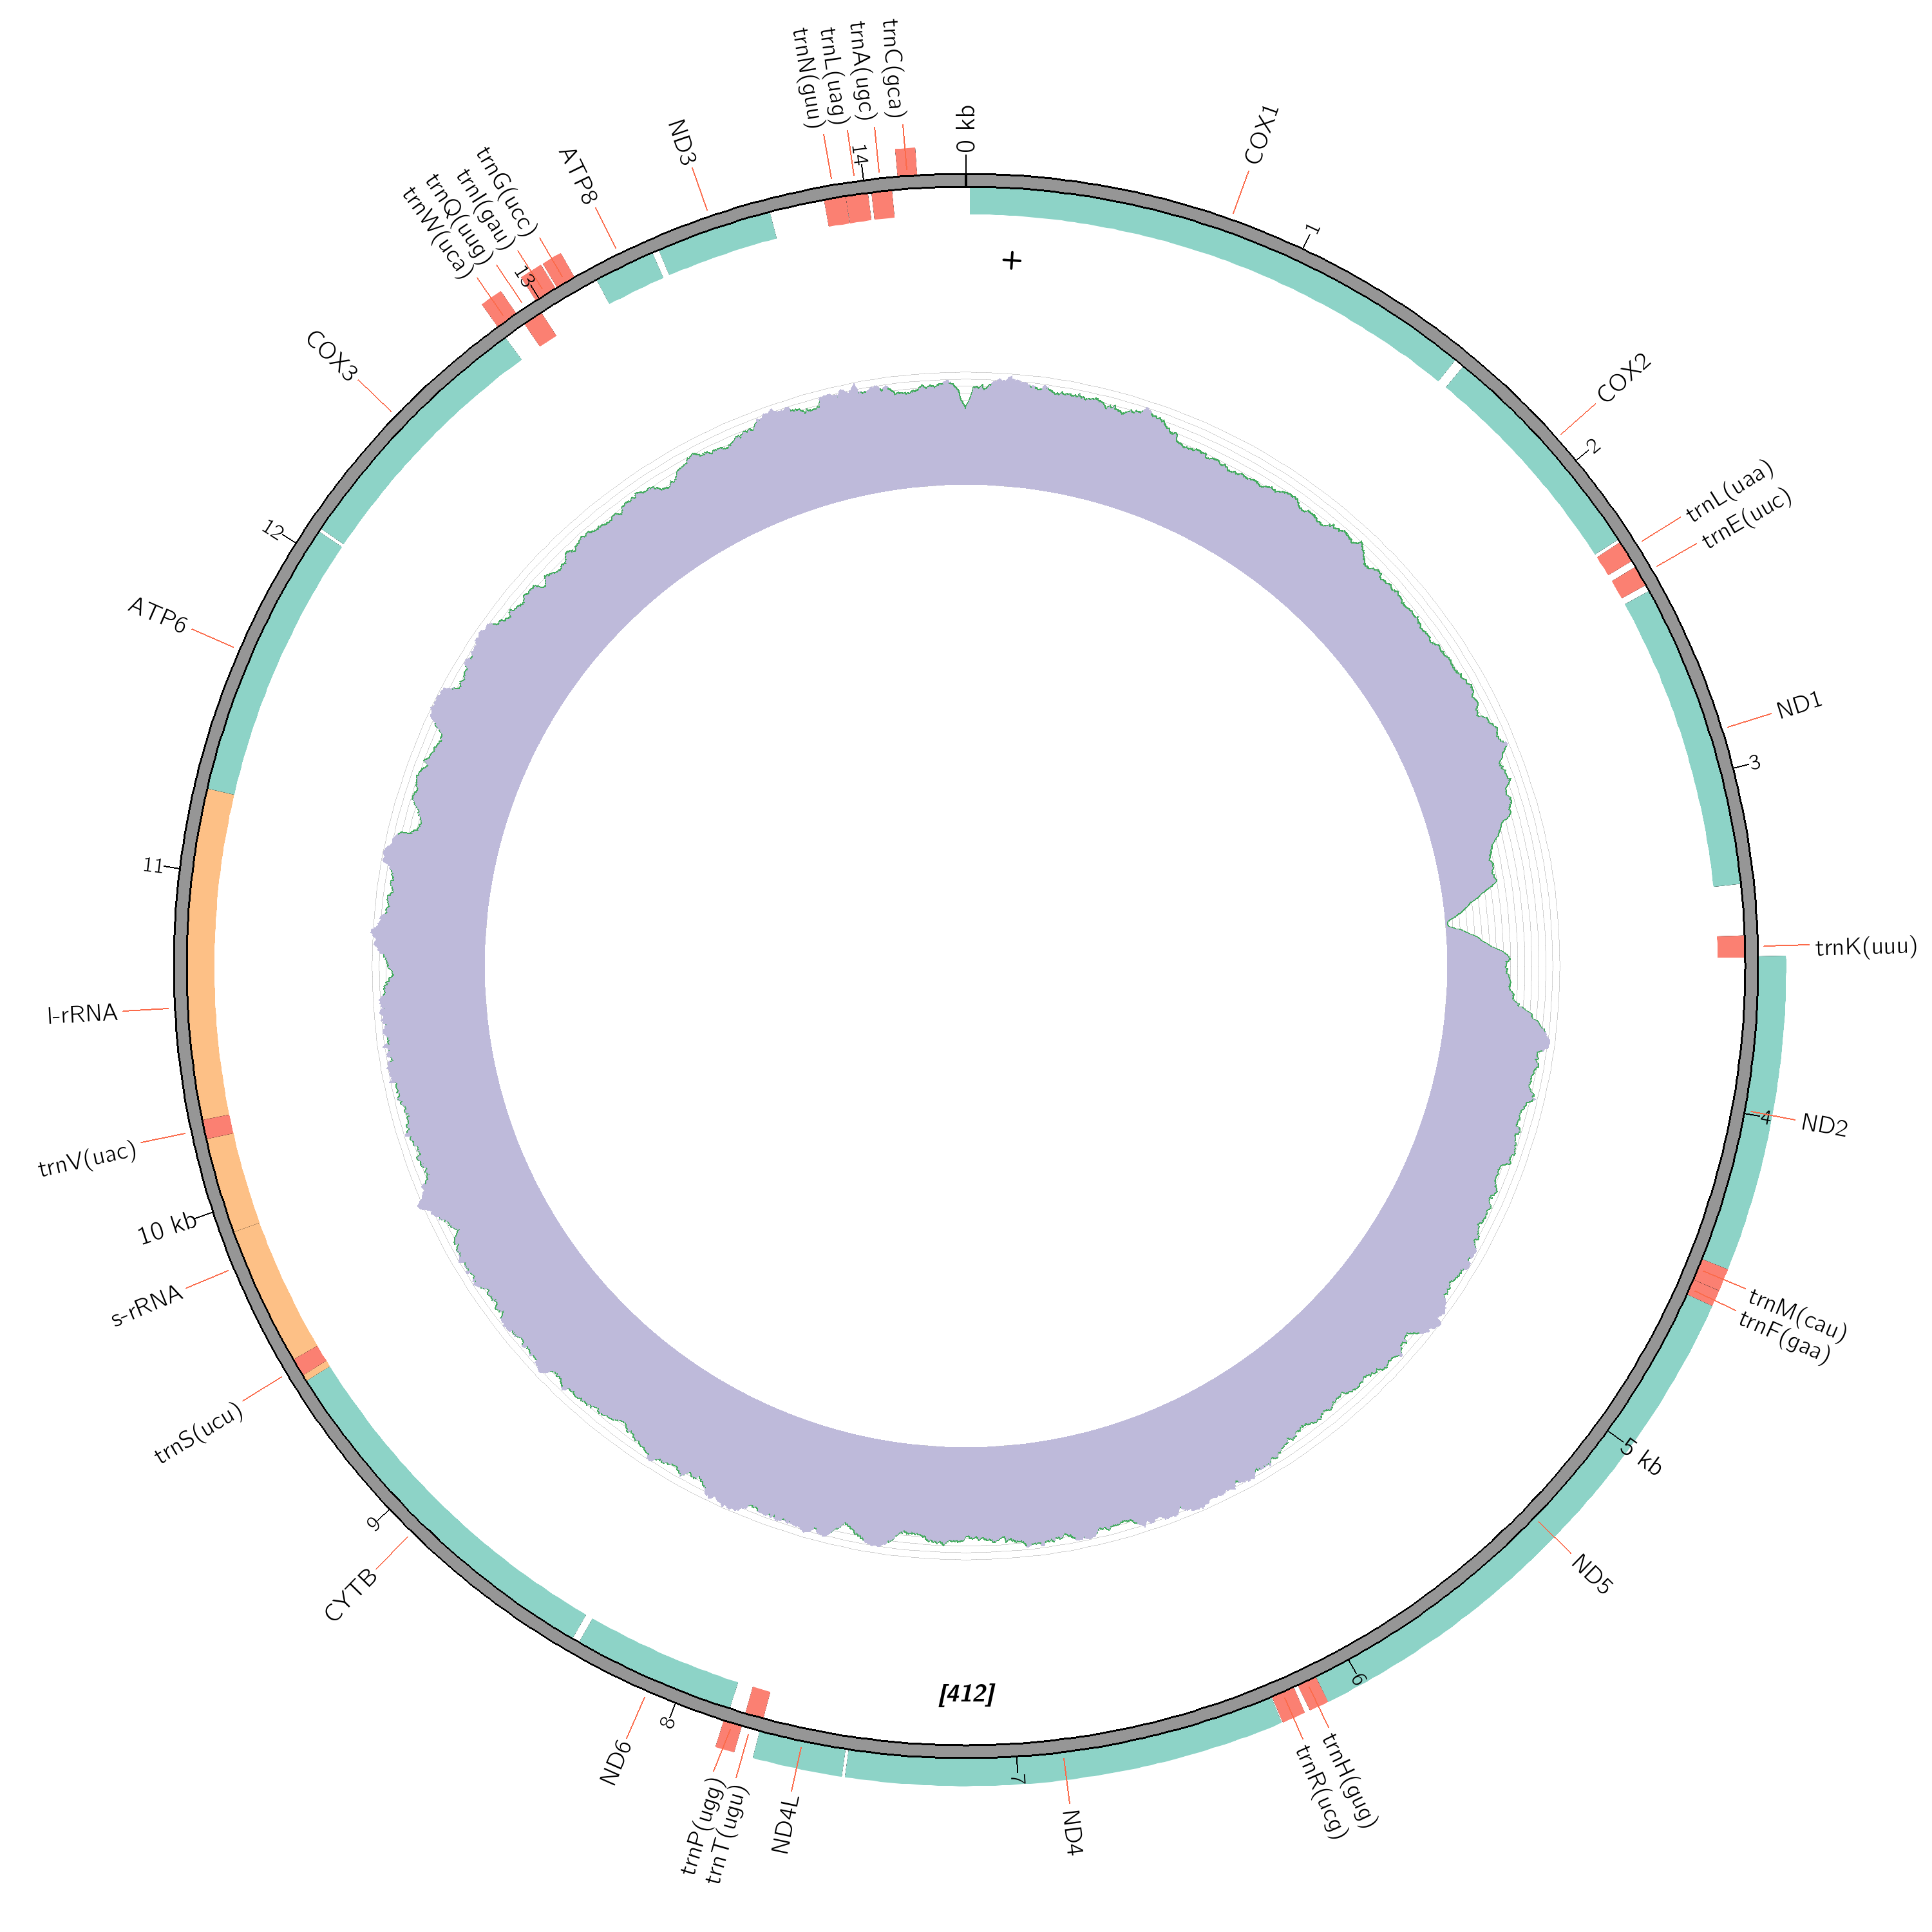 0 kb
COX1
1
COX2
2
trnL(uaa)
trnE(uuc)
ND1
3
trnK(uuu)
4
ND2
trnM(cau)
trnF(gaa)
5 kb
ND5
6
trnH(gug)
trnR(ucg)
ND4
7
ND4L
trnT(ugu)
trnP(ugg)
8
ND6
CYTB
9
trnS(ucu)
s-rRNA
10 kb
trnV(uac)
l-rRNA
11
ATP6
12
COX3
trnW(uca)
trnQ(uug)
13
trnI(gau)
trnG(ucc)
ATP8
ND3
trnN(guu)
trnL(uag)
14
trnA(ugc)
trnC(gca)
+
[412]